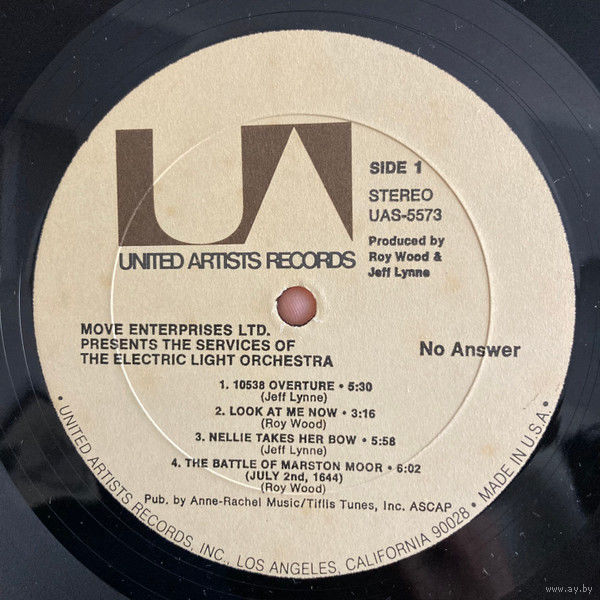 UA
UNITED ARTISTS RECORDS
SIDE 1
STEREO
UAS-5573
Produced by
Roy Wood &
Jeff Lynne
MOVE ENTERPRISES LTD.
PRESENTS THE SERVICES OF
THE ELECTRIC LIGHT ORCHESTRA
No Answer
1. 10538 OVERTURE • 5:30
(Jeff Lynne)
2. LOOK AT ME NOW • 3:16
(Roy Wood)
3. NELLIE TAKES HER BOW • 5:58
(Jeff Lynne)
4. THE BATTLE OF MARSTON MOOR • 6:02
(JULY 2nd, 1644)
(Roy Wood)
Pub. by Anne-Rachel Music/Tiflis Tunes, Inc. ASCAP
• UNITED ARTISTS RECORDS, INC., LOS ANGELES, CALIFORNIA 90028 • MADE IN U.S.A. •
www.ay.by